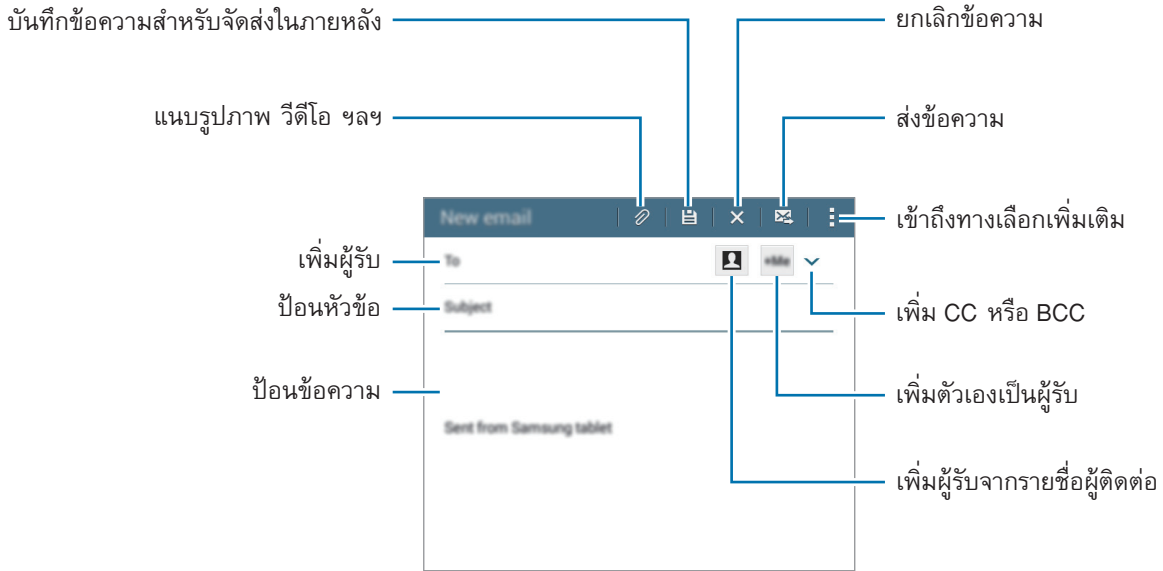 บันทึกข้อความสำหรับจัดส่งในภายหลัง
ยกเลิกข้อความ
แนบรูปภาพ วีดีโอ ฯลฯ
ส่งข้อความ
New email
เข้าถึงทางเลือกเพิ่มเติม
เพิ่มผู้รับ
To
+Me
ป้อนหัวข้อ
Subject
เพิ่ม CC หรือ BCC
ป้อนข้อความ
เพิ่มตัวเองเป็นผู้รับ
Sent from Samsung tablet
เพิ่มผู้รับจากรายชื่อผู้ติดต่อ